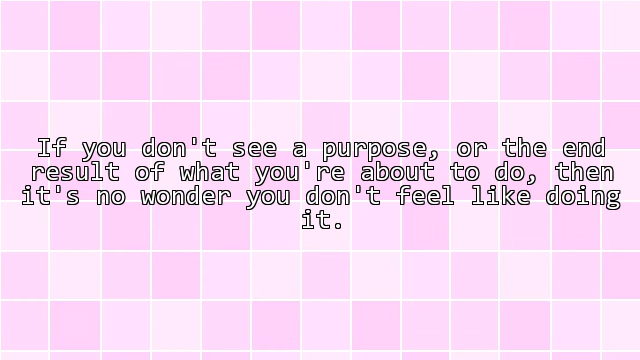 If you don't see a purpose, or the end
result of what you're about to do, then
it's no wonder you don't feel like doing
it.